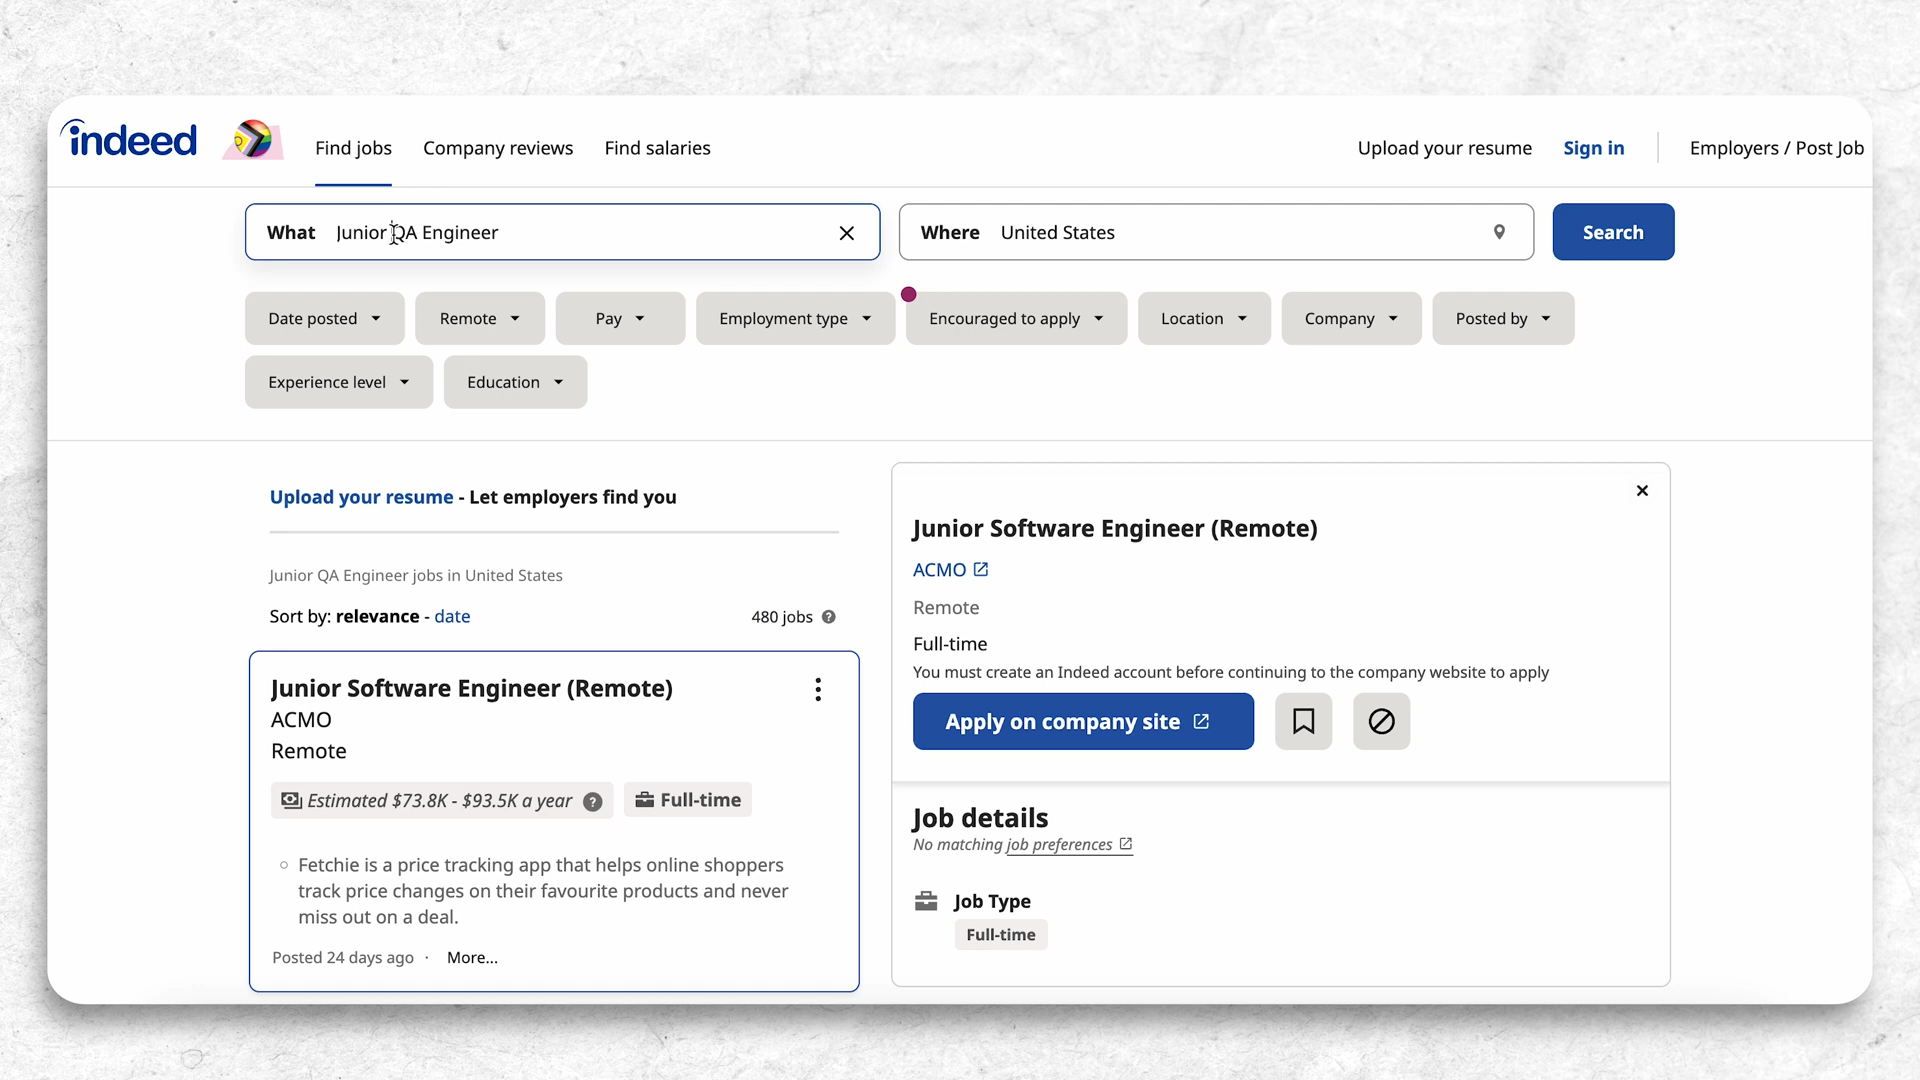 indeed
Find jobs
Company reviews
Find salaries
Upload your resume
Sign in
Employers / Post Job
What Junior QA Engineer
Where United States
Search
Date posted
Remote
Pay
Employment type
Encouraged to apply
Location
Company
Posted by
Experience level
Education
Upload your resume - Let employers find you
Junior QA Engineer jobs in United States
Sort by: relevance - date
480 jobs ?
Junior Software Engineer (Remote)
ACMO
Remote
Estimated $73.8K - $93.5K a year ?
Full-time
Fetchie is a price tracking app that helps online shoppers
track price changes on their favourite products and never
miss out on a deal.
Posted 24 days ago · More...
Junior Software Engineer (Remote)
ACMO
Remote
Full-time
You must create an Indeed account before continuing to the company website to apply
Apply on company site
Job details
No matching job preferences
Job Type
Full-time